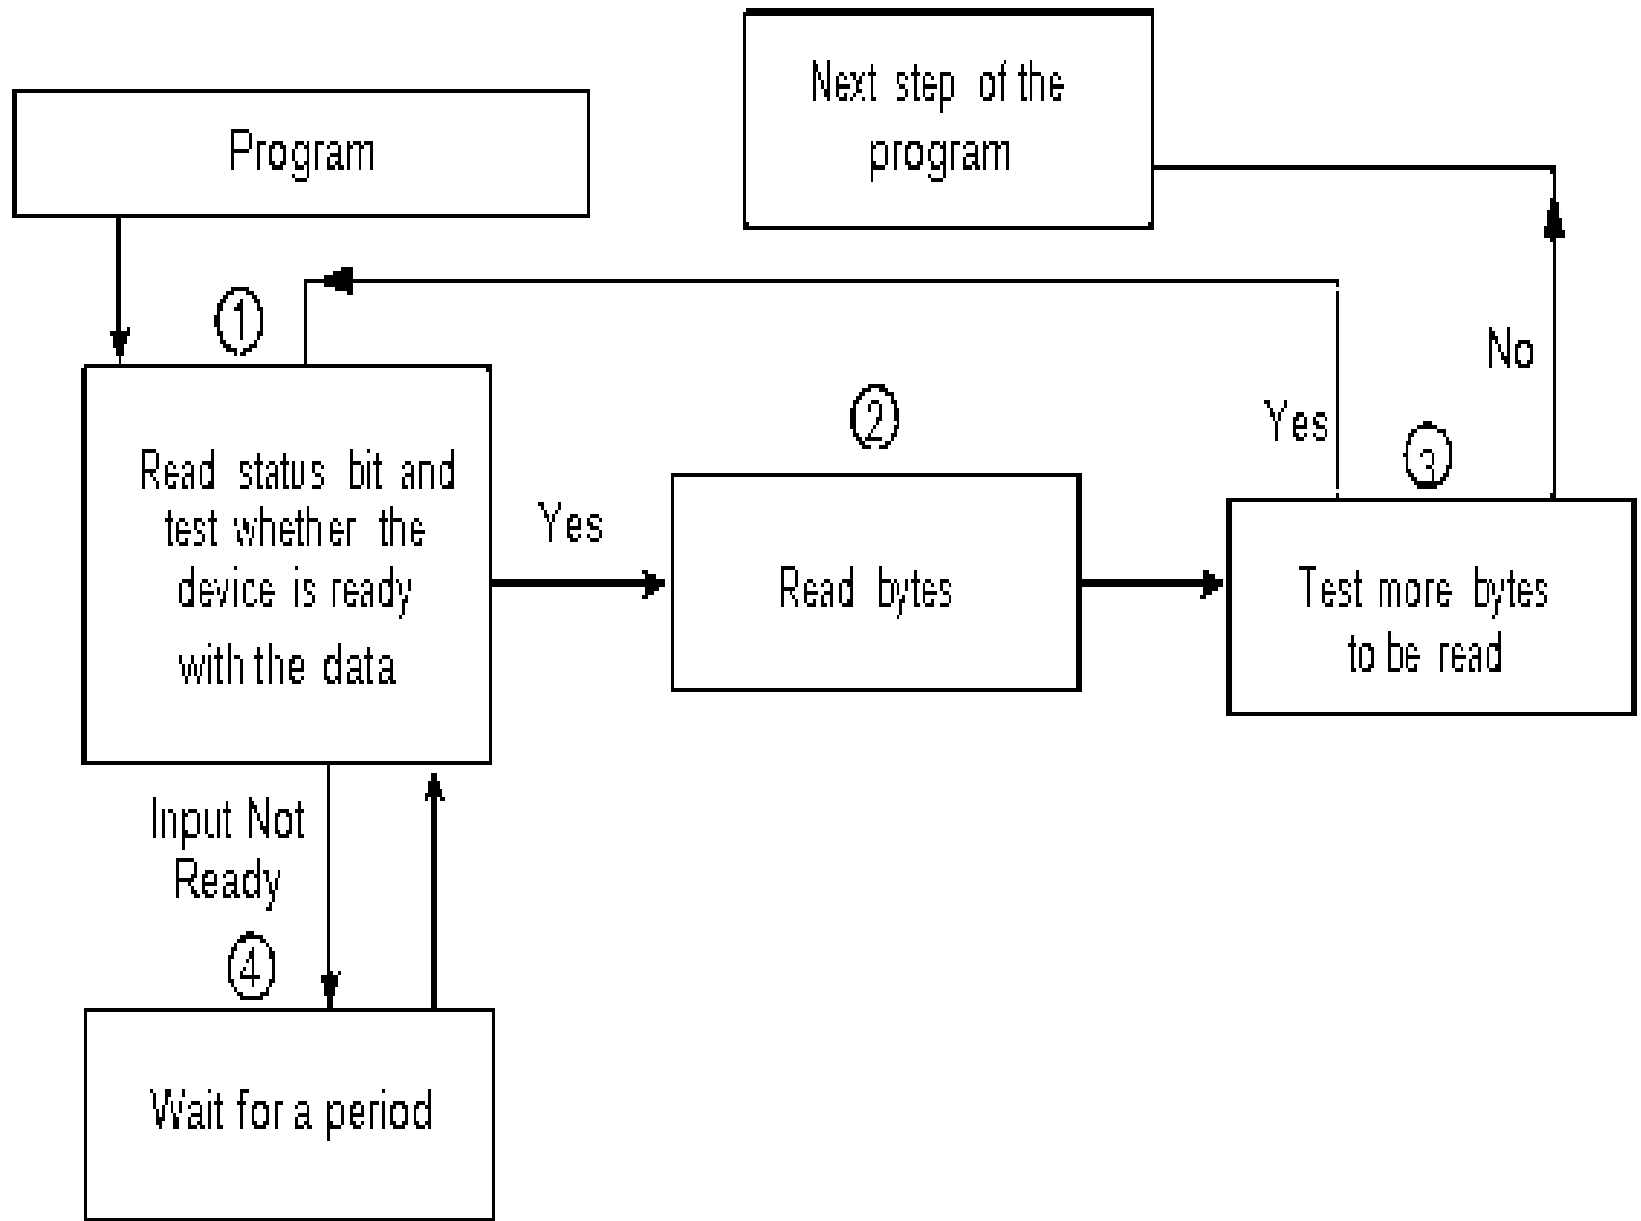 Next step of the
program
Program
1
No
2
Yes
3
Read status bit and
test whether the
device is ready
with the data
Yes
Read bytes
Test more bytes
to be read
Input Not
Ready
4
Wait for a period